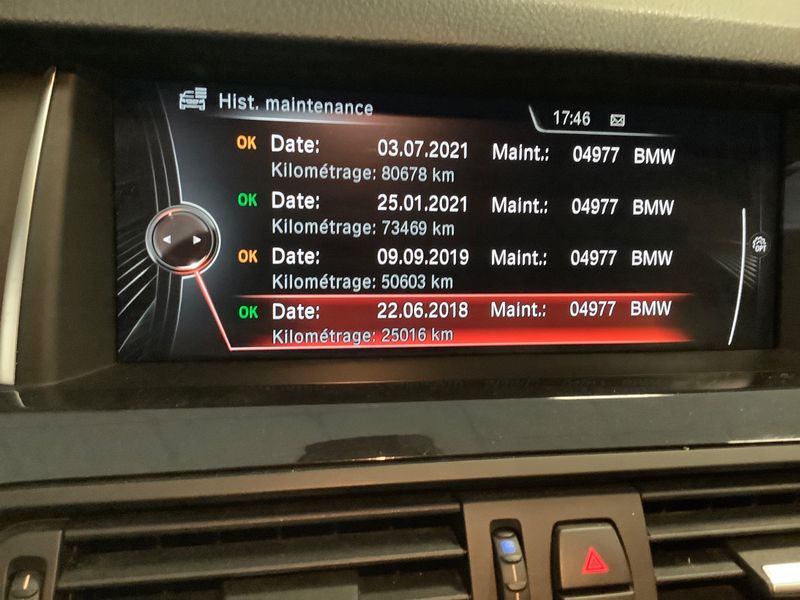 Hist. maintenance 17:46
OK Date: 03.07.2021 Maint.: 04977 BMW
Kilométrage: 80678 km
OK Date: 25.01.2021 Maint.: 04977 BMW
Kilométrage: 73469 km
OK Date: 09.09.2019 Maint.: 04977 BMW
Kilométrage: 50603 km
OK Date: 22.06.2018 Maint.: 04977 BMW
Kilométrage: 25016 km
OPT